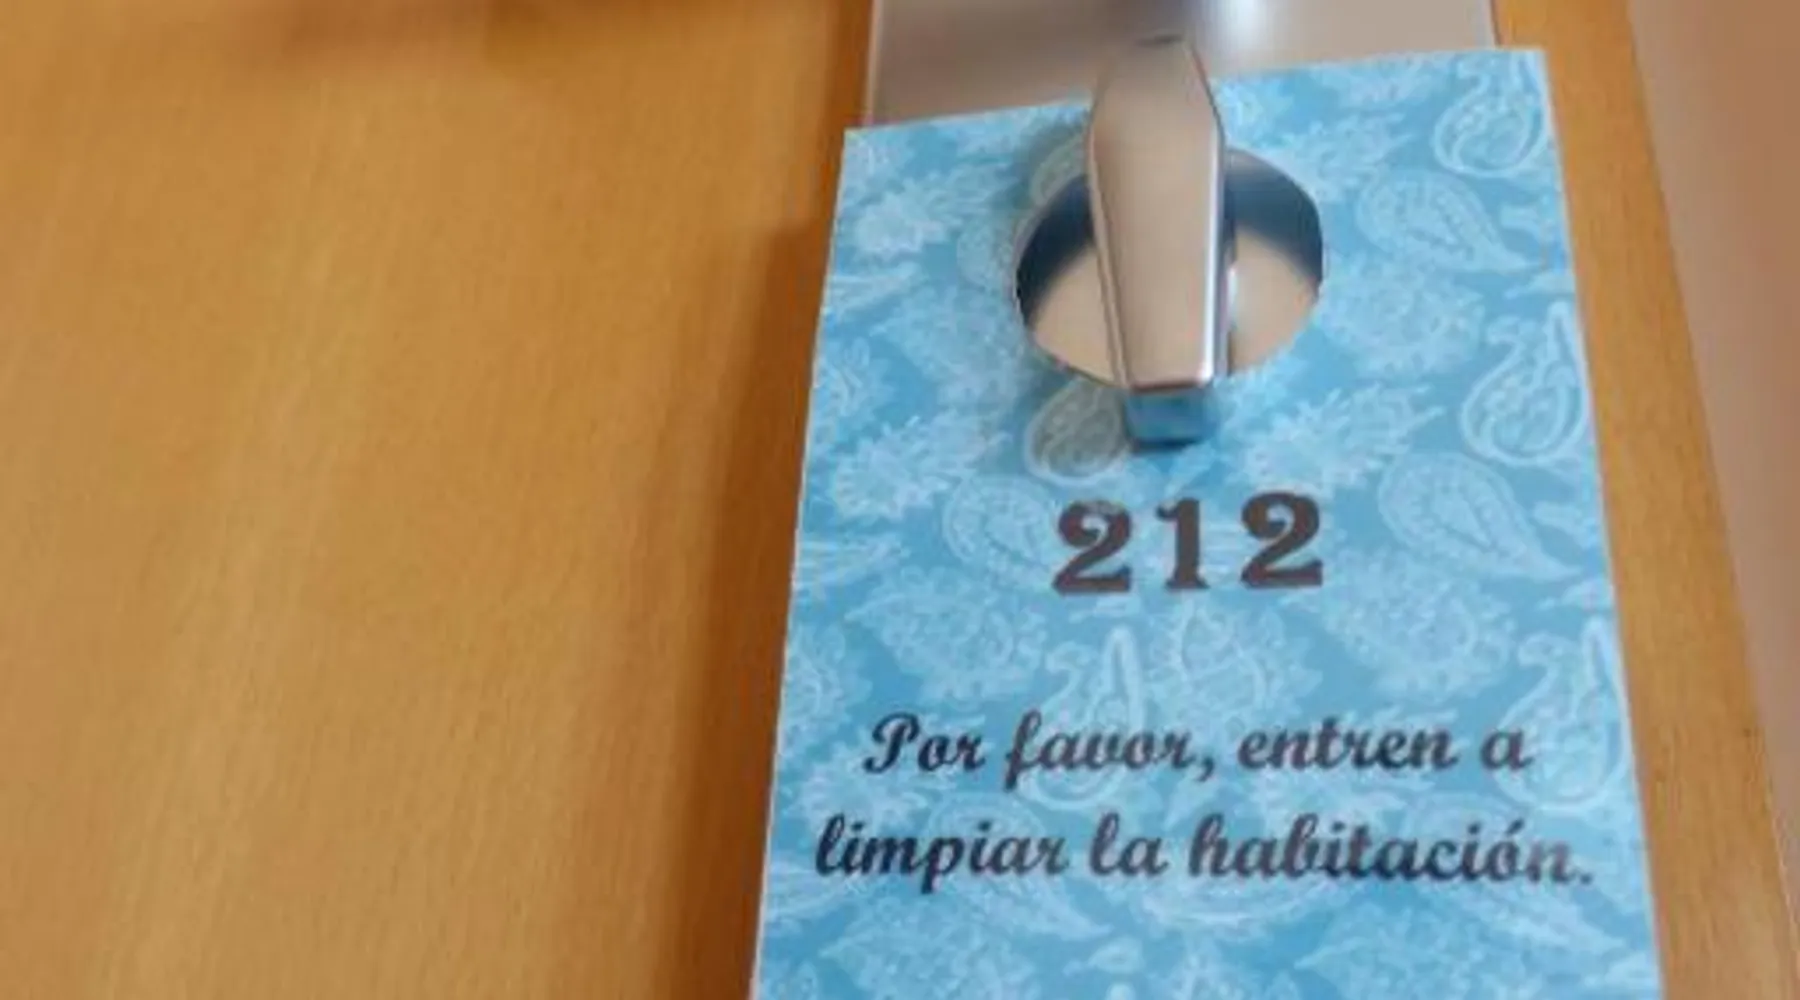 212
Por favor, entren a
limpiar la habitación.